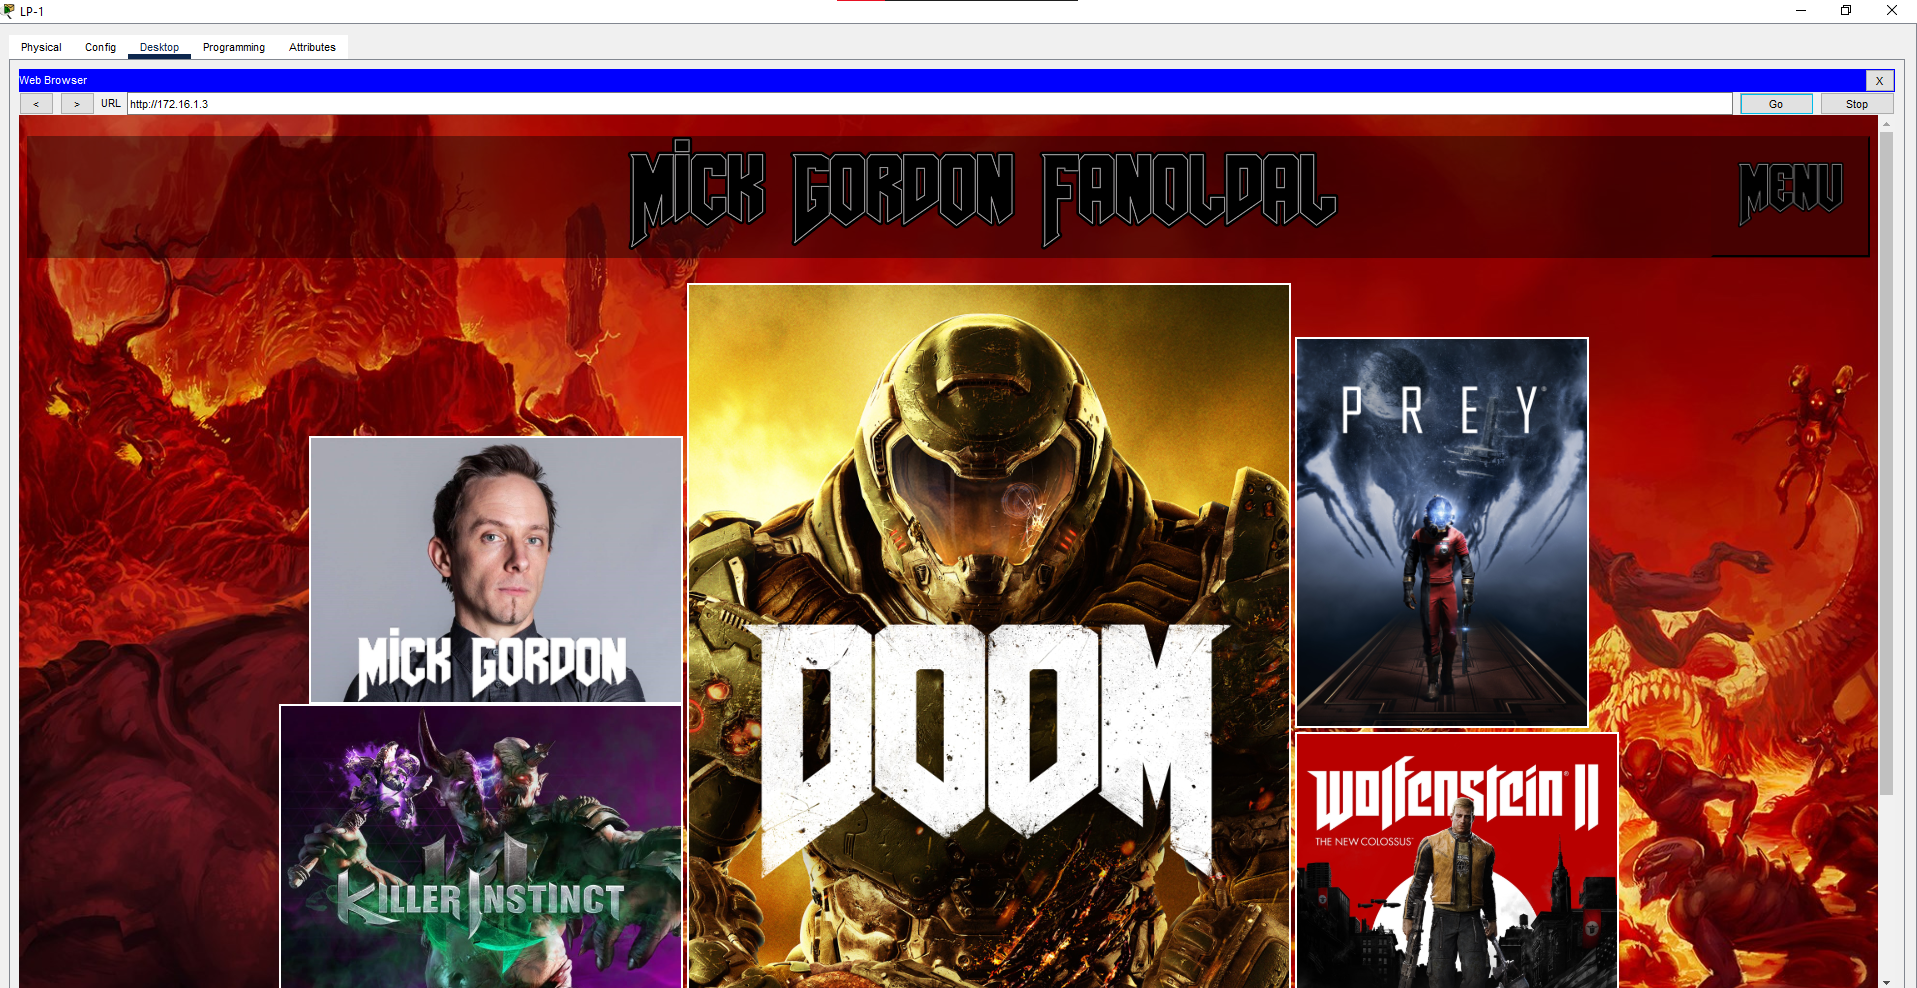 LP-1
Physical Config Desktop Programming Attributes
Web Browser X
< > URL http://172.16.1.3 Go Stop
MiCK GORDON FANOLDAL
MENU
PREY
MiCK GORDON
DOOM
KILLER INSTINCT
Wolfenstein® II
THE NEW COLOSSUS™